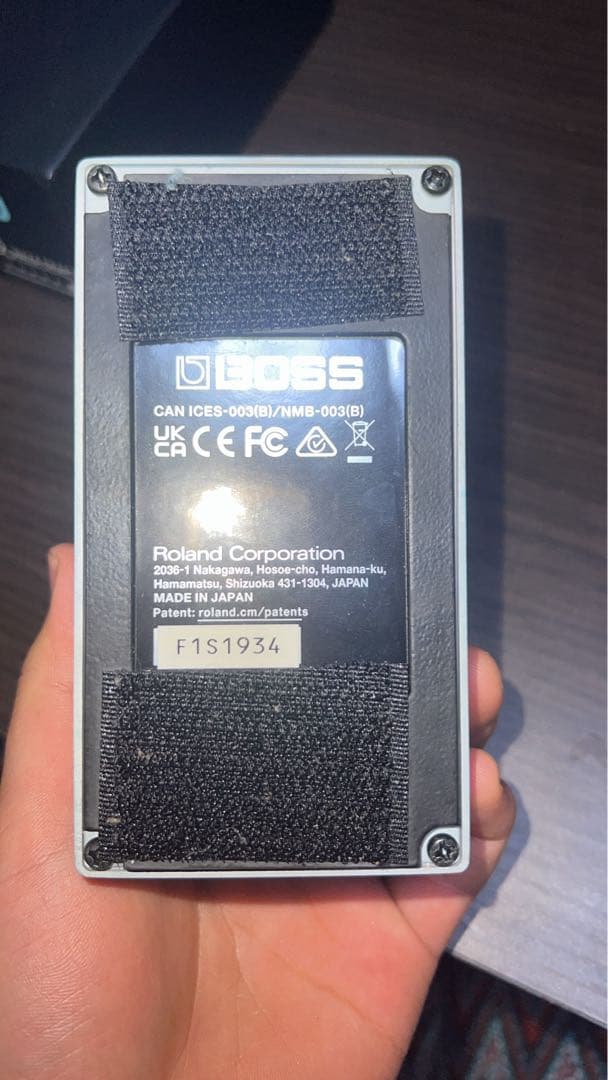 BOSS
CAN ICES-003(B)/NMB-003(B)
UK CA CE FC
Roland Corporation
2036-1 Nakagawa, Hosoe-cho, Hamana-ku,
Hamamatsu, Shizuoka 431-1304, JAPAN
MADE IN JAPAN
Patent: roland.cm/patents
F1S1934